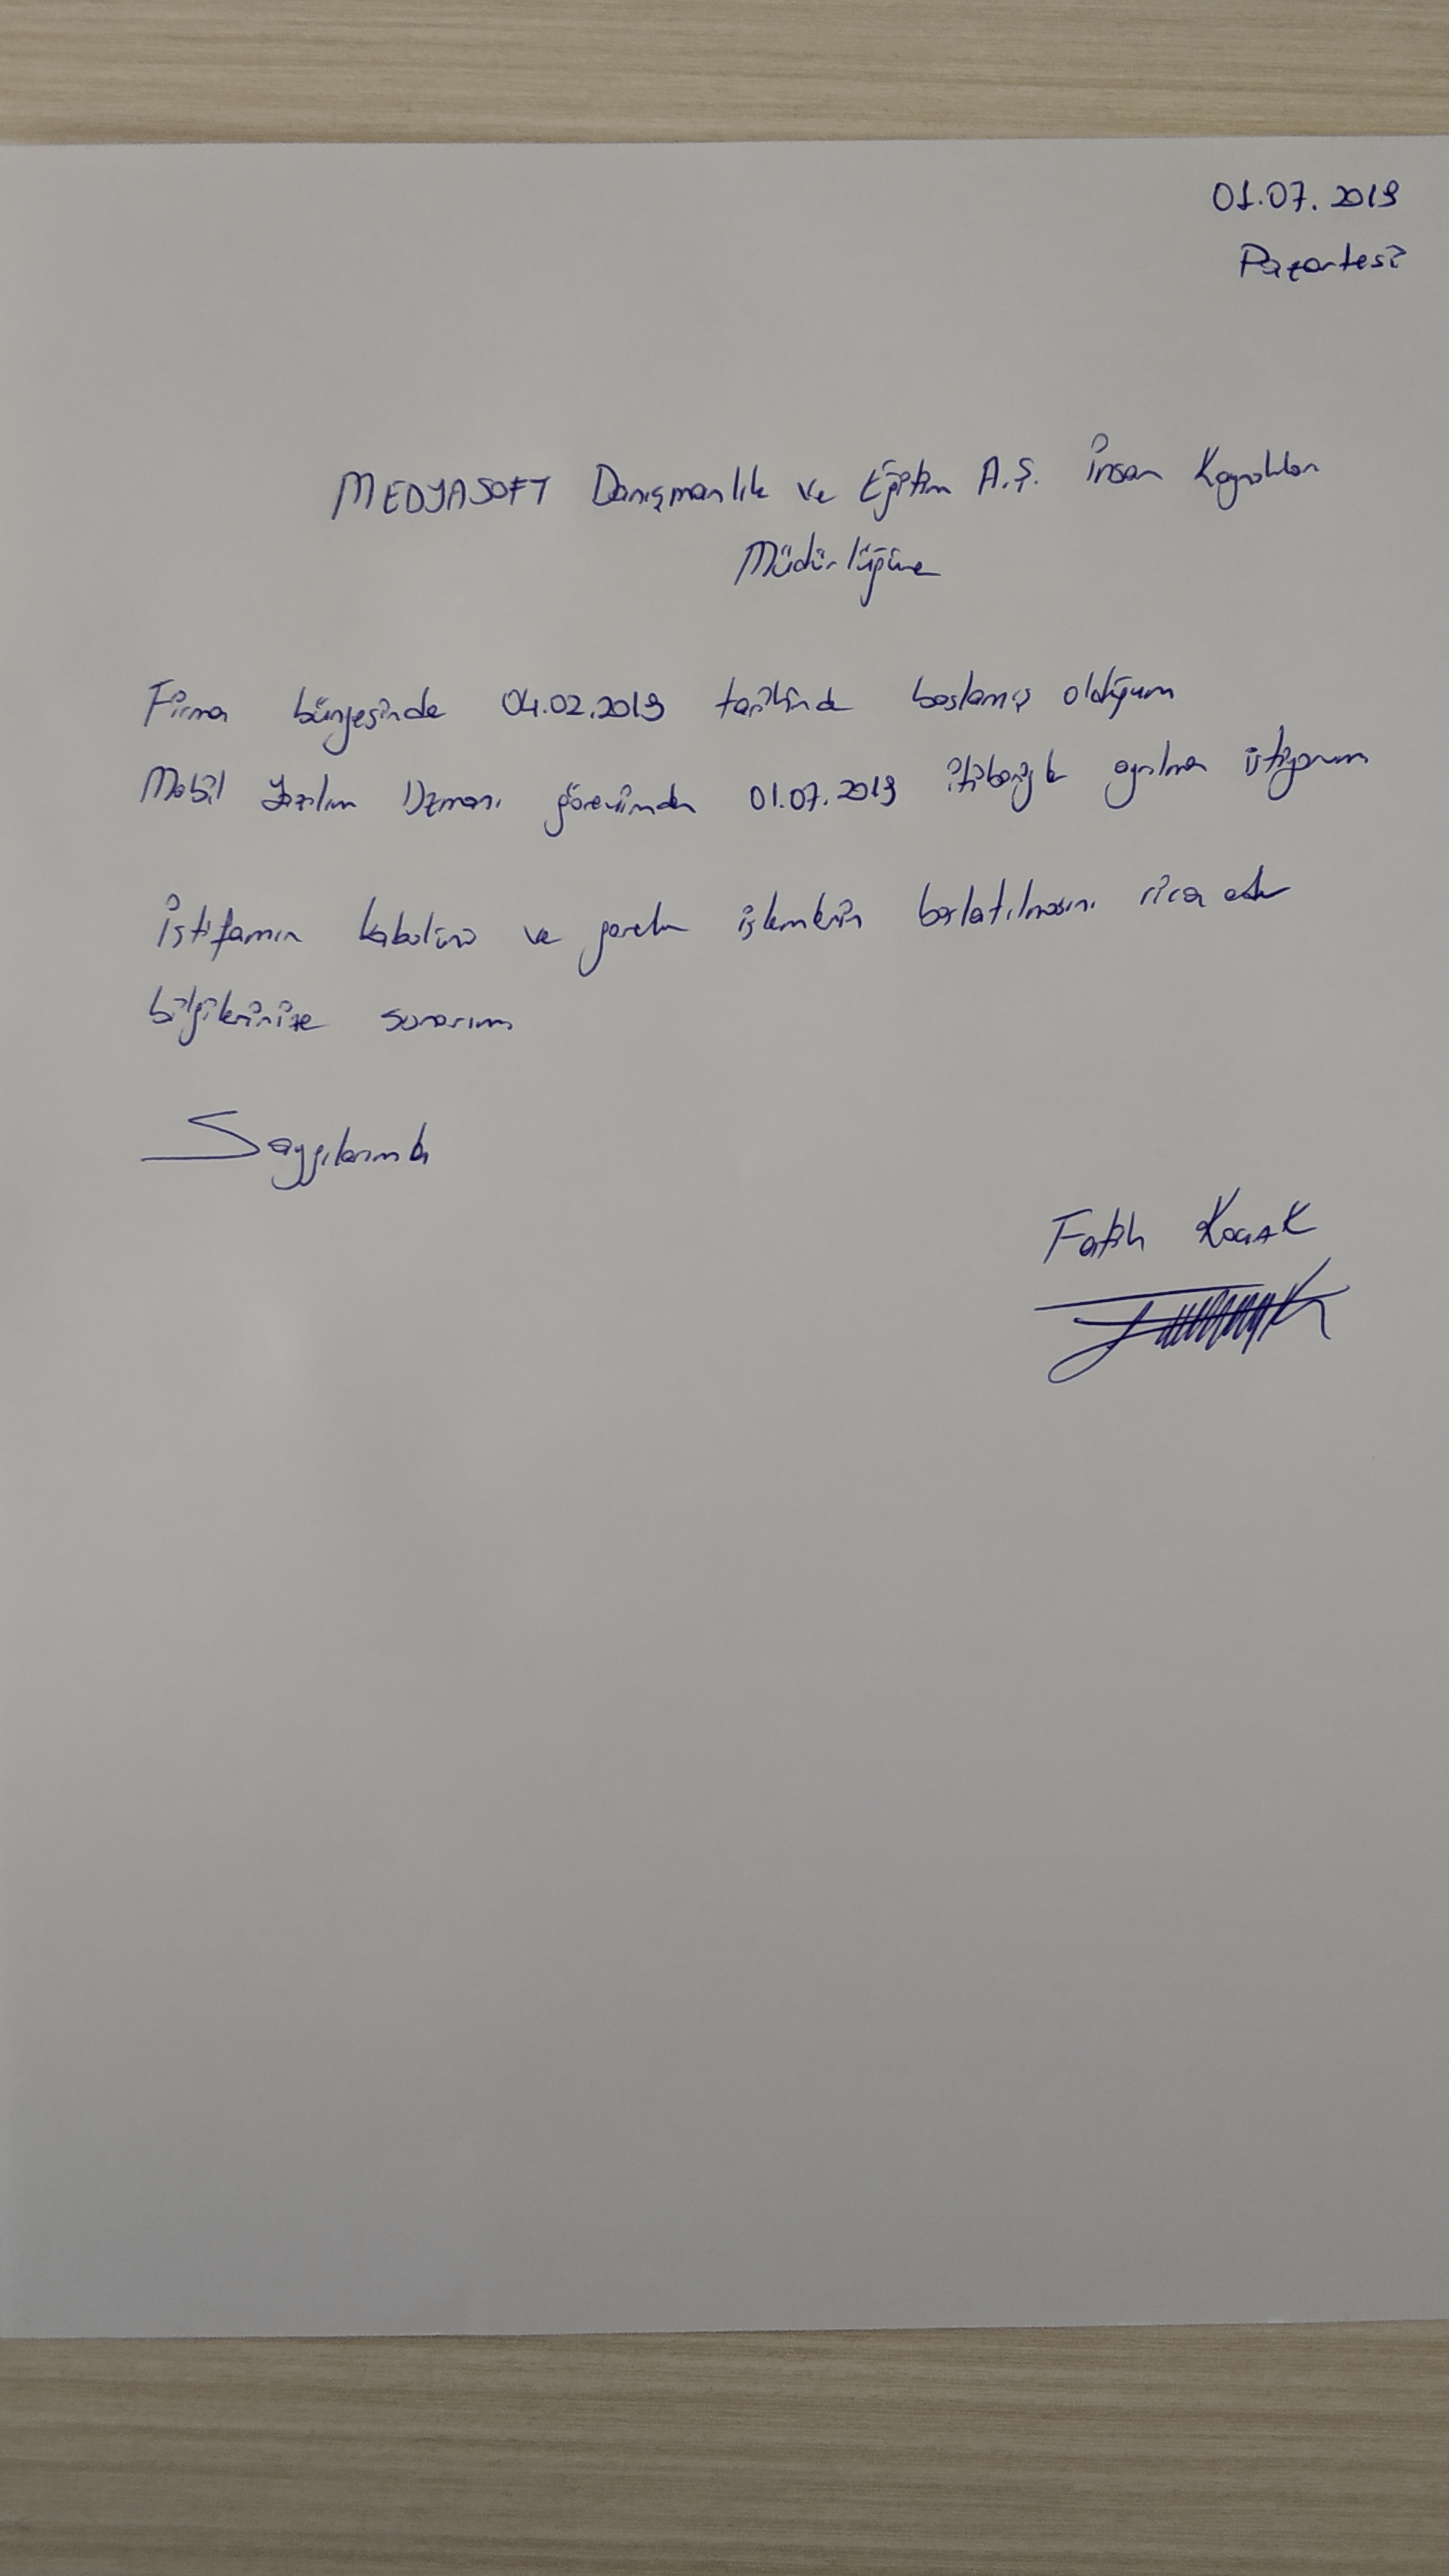 01.07.2019
Pazartesi
MEDYASOFT Danışmanlık ve Eğitim A.Ş. İnsan Kaynakları
Müdürlüğüne
Firma bünyesinde 04.02.2019 tarihinde başlamış olduğum
Mobil Yazılım Uzmanı görevimden 01.07.2019 itibariyle ayrılmak istiyorum
İstifamın kabulünü ve gerekli işlemlerin başlatılmasını rica eder
bilgilerinize sunarım
Saygılarımla
Fatih Koçak